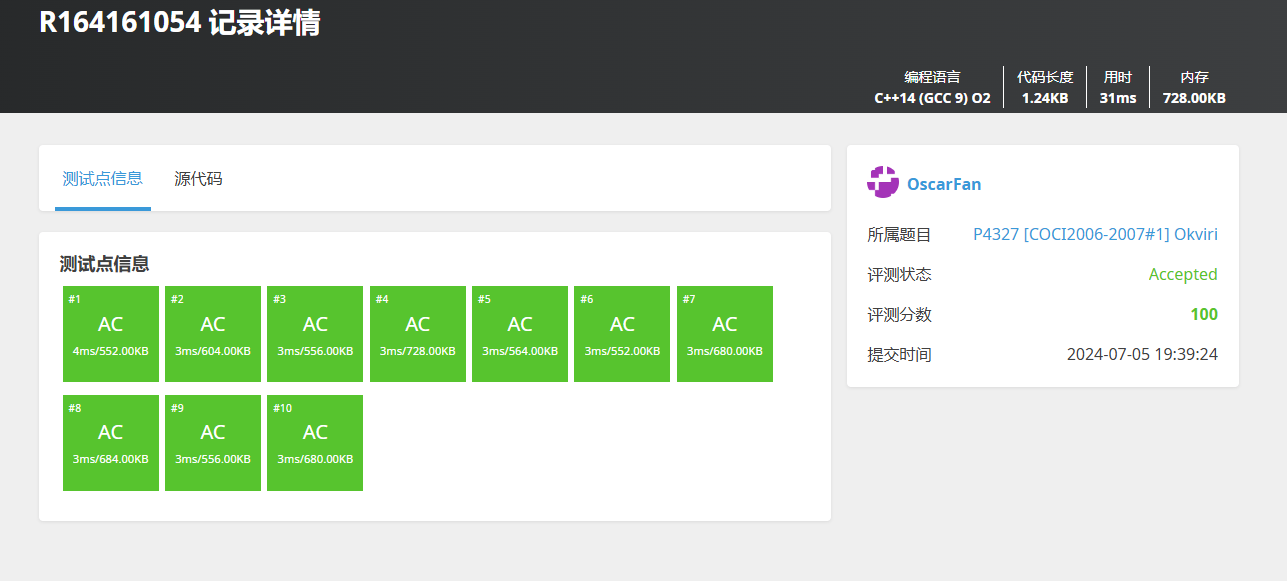 R164161054 记录详情
编程语言 代码长度 用时 内存
C++14 (GCC 9) O2 1.24KB 31ms 728.00KB
测试点信息 源代码
OscarFan
所属题目 P4327 [COCI2006-2007#1] Okviri
评测状态 Accepted
评测分数 100
提交时间 2024-07-05 19:39:24
测试点信息
#1 #2 #3 #4 #5 #6 #7
AC AC AC AC AC AC AC
4ms/552.00KB 3ms/604.00KB 3ms/556.00KB 3ms/728.00KB 3ms/564.00KB 3ms/552.00KB 3ms/680.00KB
#8 #9 #10
AC AC AC
3ms/684.00KB 3ms/556.00KB 3ms/680.00KB